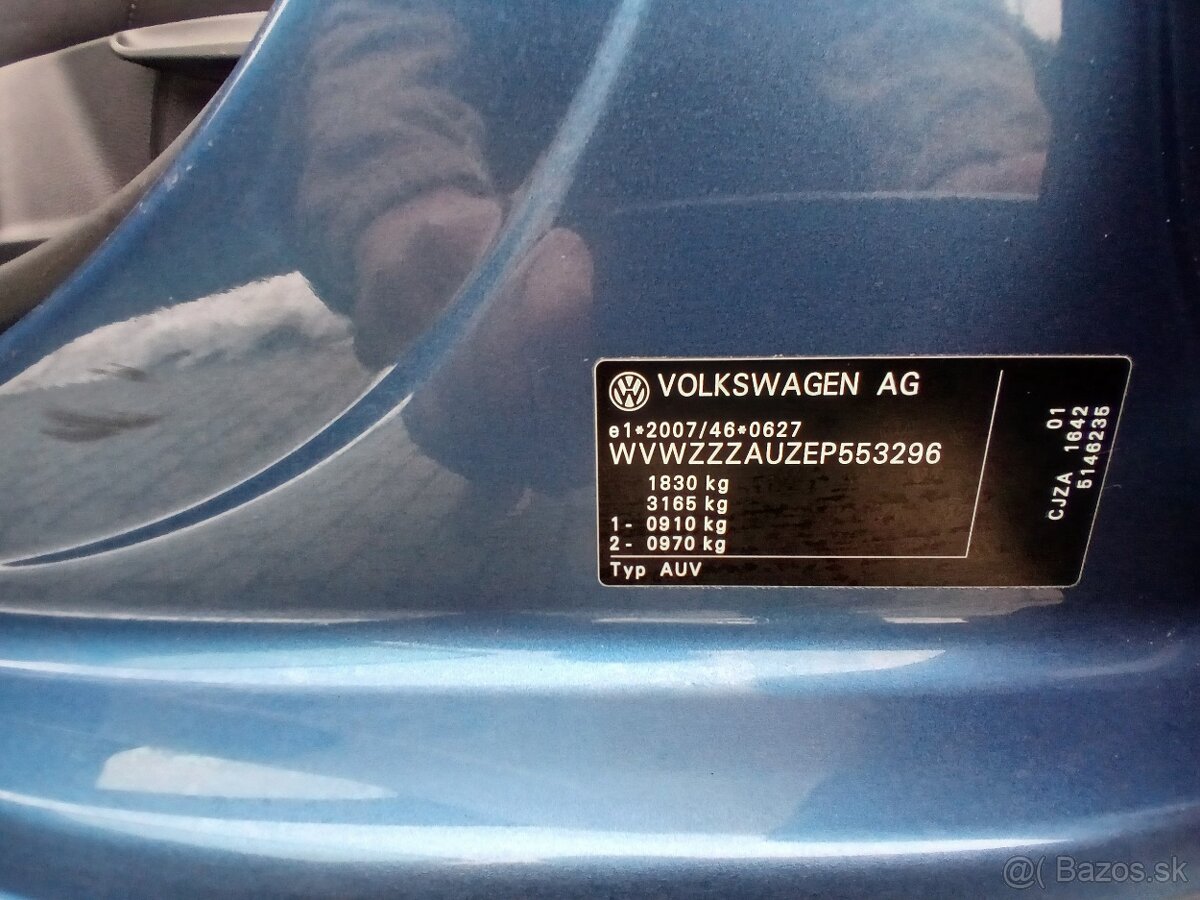 VOLKSWAGEN AG
e1*2007/46*0627
WVWZZZAUZEP553296
1830 kg
3165 kg
1- 0910 kg
2- 0970 kg
Typ AUV
01
CJZA 1642
5146235
@( Bazos.sk